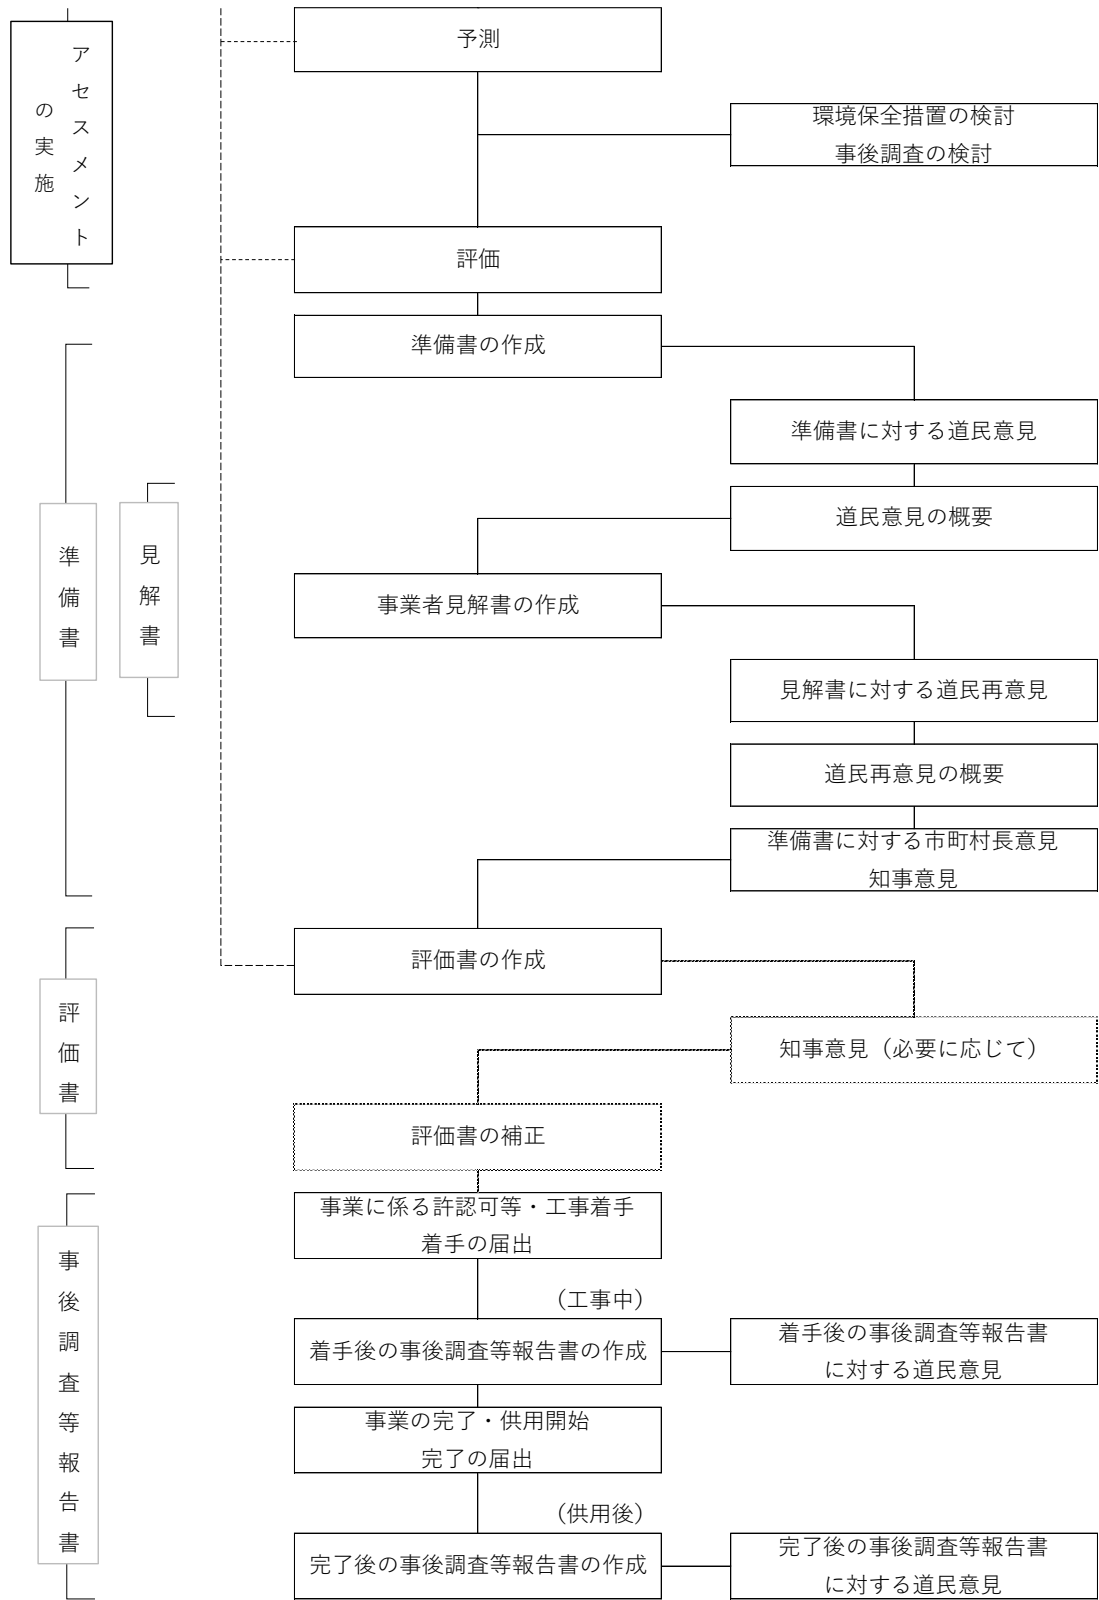 アセスメント
の実施
予測
環境保全措置の検討
事後調査の検討
評価
準備書
見解書
準備書の作成
準備書に対する道民意見
道民意見の概要
事業者見解書の作成
見解書に対する道民再意見
道民再意見の概要
準備書に対する市町村長意見
知事意見
評価書
評価書の作成
知事意見（必要に応じて）
評価書の補正
事後調査等報告書
事業に係る許認可等・工事着手
着手の届出
（工事中）
着手後の事後調査等報告書の作成
着手後の事後調査等報告書
に対する道民意見
事業の完了・供用開始
完了の届出
（供用後）
完了後の事後調査等報告書の作成
完了後の事後調査等報告書
に対する道民意見